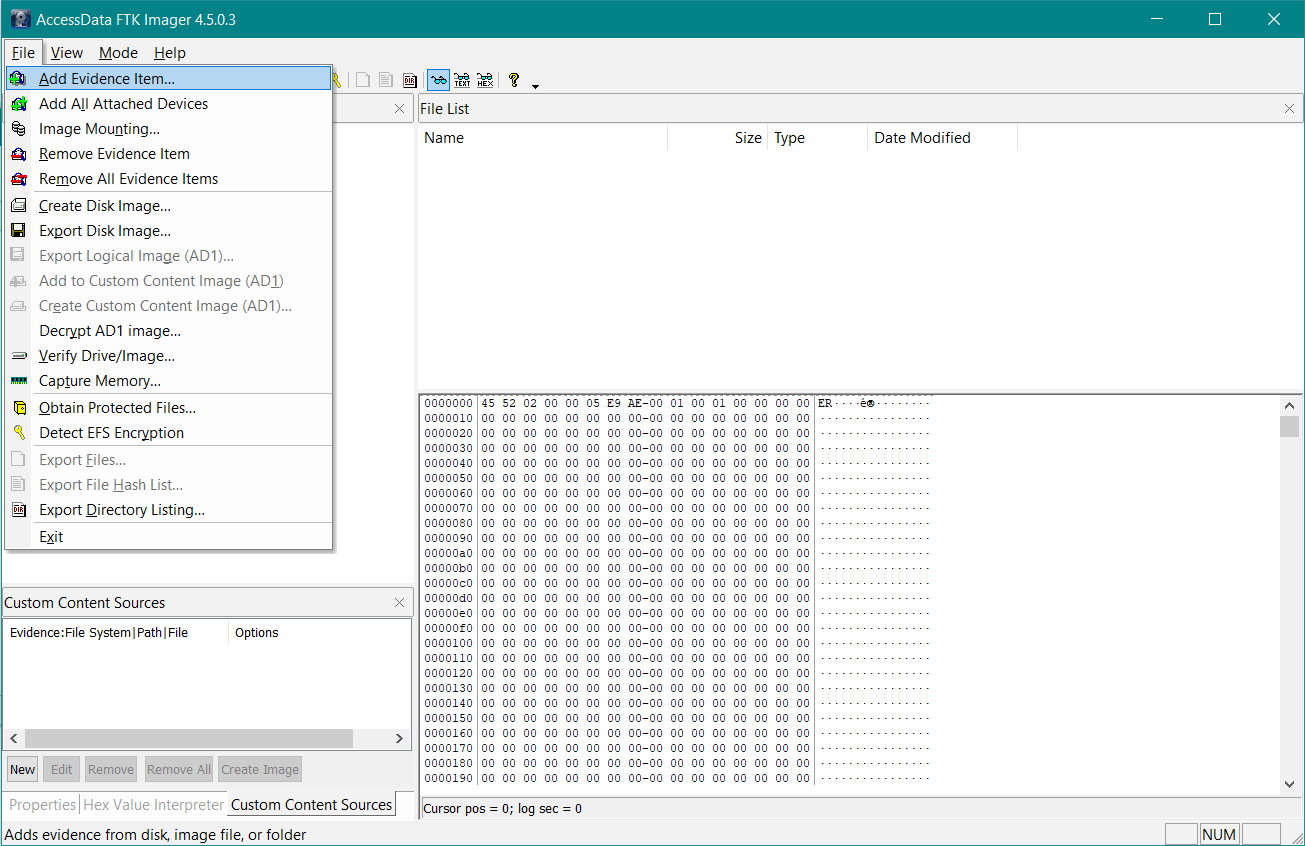 AccessData FTK Imager 4.5.0.3
File View Mode Help
Add Evidence Item...
Add All Attached Devices
Image Mounting...
Remove Evidence Item
Remove All Evidence Items
Create Disk Image...
Export Disk Image...
Export Logical Image (AD1)...
Add to Custom Content Image (AD1)
Create Custom Content Image (AD1)...
Decrypt AD1 image...
Verify Drive/Image...
Capture Memory...
Obtain Protected Files...
Detect EFS Encryption
Export Files...
Export File Hash List...
DIR Export Directory Listing...
Exit
DIR TEXT HEX ?
File List
Name Size Type Date Modified
0000000 45 52 02 00 00 05 E9 AE-00 01 00 01 00 00 00 00 ER····é®········
0000010 00 00 00 00 00 00 00 00-00 00 00 00 00 00 00 00 ················
0000020 00 00 00 00 00 00 00 00-00 00 00 00 00 00 00 00 ················
0000030 00 00 00 00 00 00 00 00-00 00 00 00 00 00 00 00 ················
0000040 00 00 00 00 00 00 00 00-00 00 00 00 00 00 00 00 ················
0000050 00 00 00 00 00 00 00 00-00 00 00 00 00 00 00 00 ················
0000060 00 00 00 00 00 00 00 00-00 00 00 00 00 00 00 00 ················
0000070 00 00 00 00 00 00 00 00-00 00 00 00 00 00 00 00 ················
0000080 00 00 00 00 00 00 00 00-00 00 00 00 00 00 00 00 ················
0000090 00 00 00 00 00 00 00 00-00 00 00 00 00 00 00 00 ················
00000a0 00 00 00 00 00 00 00 00-00 00 00 00 00 00 00 00 ················
00000b0 00 00 00 00 00 00 00 00-00 00 00 00 00 00 00 00 ················
00000c0 00 00 00 00 00 00 00 00-00 00 00 00 00 00 00 00 ················
00000d0 00 00 00 00 00 00 00 00-00 00 00 00 00 00 00 00 ················
00000e0 00 00 00 00 00 00 00 00-00 00 00 00 00 00 00 00 ················
00000f0 00 00 00 00 00 00 00 00-00 00 00 00 00 00 00 00 ················
0000100 00 00 00 00 00 00 00 00-00 00 00 00 00 00 00 00 ················
0000110 00 00 00 00 00 00 00 00-00 00 00 00 00 00 00 00 ················
0000120 00 00 00 00 00 00 00 00-00 00 00 00 00 00 00 00 ················
0000130 00 00 00 00 00 00 00 00-00 00 00 00 00 00 00 00 ················
0000140 00 00 00 00 00 00 00 00-00 00 00 00 00 00 00 00 ················
0000150 00 00 00 00 00 00 00 00-00 00 00 00 00 00 00 00 ················
0000160 00 00 00 00 00 00 00 00-00 00 00 00 00 00 00 00 ················
0000170 00 00 00 00 00 00 00 00-00 00 00 00 00 00 00 00 ················
0000180 00 00 00 00 00 00 00 00-00 00 00 00 00 00 00 00 ················
0000190 00 00 00 00 00 00 00 00-00 00 00 00 00 00 00 00 ················
Cursor pos = 0; log sec = 0
Custom Content Sources
Evidence:File System|Path|File Options
New Edit Remove Remove All Create Image
Properties Hex Value Interpreter Custom Content Sources
Adds evidence from disk, image file, or folder
NUM